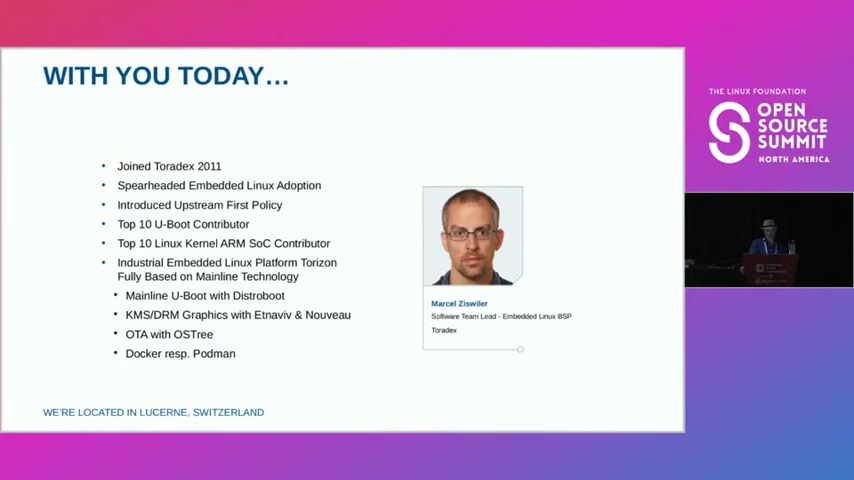 WITH YOU TODAY…
• Joined Toradex 2011
• Spearheaded Embedded Linux Adoption
• Introduced Upstream First Policy
• Top 10 U-Boot Contributor
• Top 10 Linux Kernel ARM SoC Contributor
• Industrial Embedded Linux Platform Torizon
Fully Based on Mainline Technology
• Mainline U-Boot with Distroboot
• KMS/DRM Graphics with Etnaviv & Nouveau
• OTA with OSTree
• Docker resp. Podman
Marcel Ziswiler
Software Team Lead - Embedded Linux BSP
Toradex
WE'RE LOCATED IN LUCERNE, SWITZERLAND
THE LINUX FOUNDATION
OPEN
SOURCE
SUMMIT
NORTH AMERICA